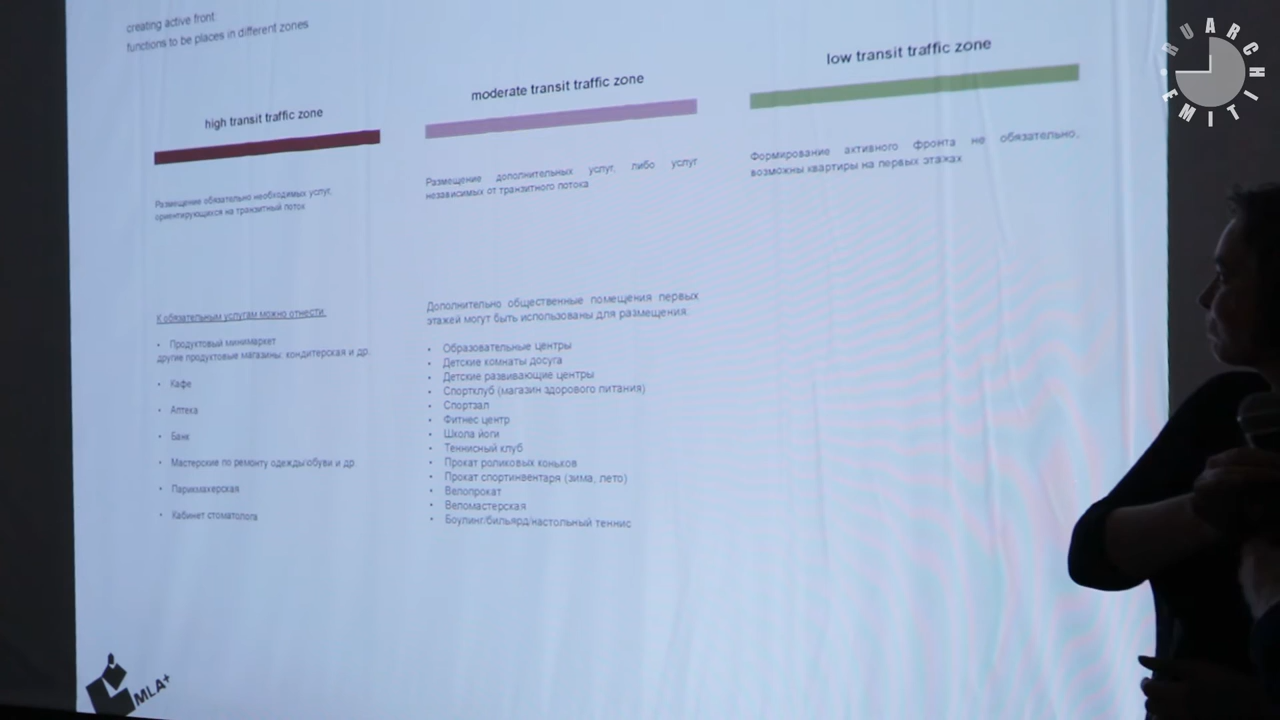 creating active front
functions to be places in different zones
high transit traffic zone
Размещение обязательно необходимых услуг,
ориентирующихся на транзитный поток
К обязательным услугам можно отнести:
• Продуктовый минимаркет
другие продуктовые магазины: кондитерская и др.
• Кафе
• Аптека
• Банк
• Мастерские по ремонту одежды/обуви и др
• Парикмахерская
• Кабинет стоматолога
moderate transit traffic zone
Размещение дополнительных услуг, либо услуг
независимых от транзитного потока
Дополнительно общественные помещения первых
этажей могут быть использованы для размещения:
• Образовательные центры
• Детские комнаты досуга
• Детские развивающие центры
• Спортклуб (магазин здорового питания)
• Спортзал
• Фитнес центр
• Школа йоги
• Теннисный клуб
• Прокат роликовых коньков
• Прокат спортинвентаря (зима, лето)
• Велопрокат
• Веломастерская
• Боулинг/бильярд/настольный теннис
low transit traffic zone
Формирование активного фронта не обязательно,
возможны квартиры на первых этажах
MLA+
RUARCH
TIME